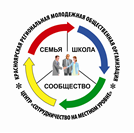 КРАСНОЯРСКАЯ РЕГИОНАЛЬНАЯ МОЛОДЕЖНАЯ ОБЩЕСТВЕННАЯ ОРГАНИЗАЦИЯ
СЕМЬЯ ШКОЛА
СООБЩЕСТВО
ЦЕНТР «СОТРУДНИЧЕСТВО НА МЕСТНОМ УРОВНЕ»